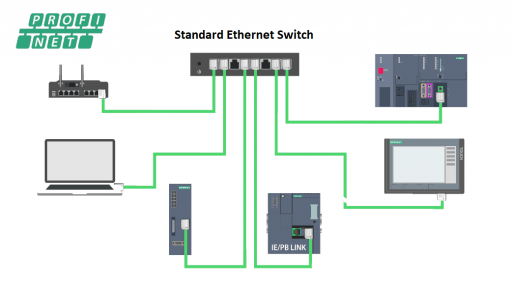 PROFI
NET
Standard Ethernet Switch
IE/PB LINK